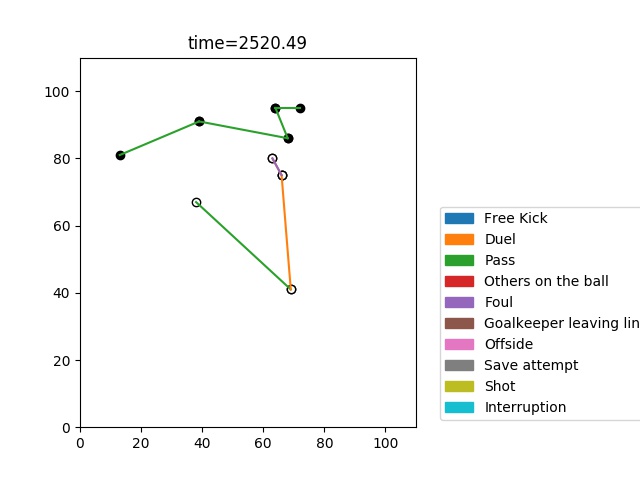 time=2520.49
100
80
60
40
20
0
0 20 40 60 80 100
Free Kick
Duel
Pass
Others on the ball
Foul
Goalkeeper leaving lin
Offside
Save attempt
Shot
Interruption